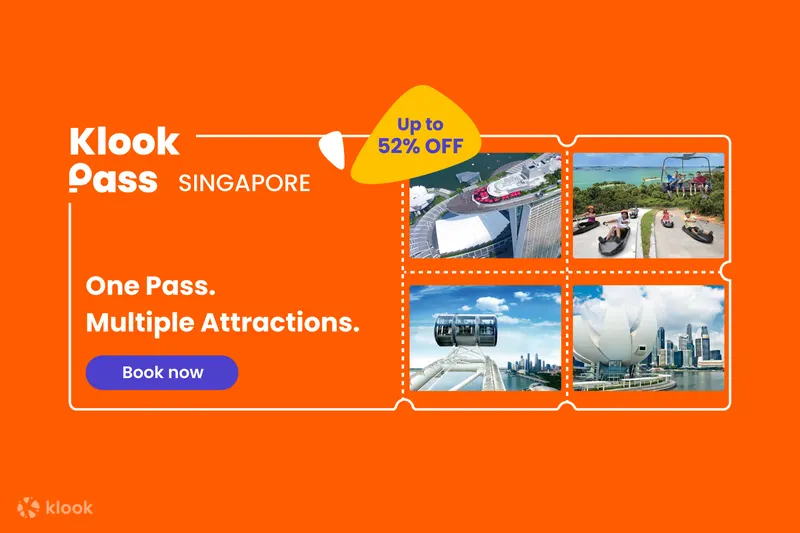 Klook
Pass SINGAPORE
Up to
52% OFF
One Pass.
Multiple Attractions.
Book now
klook